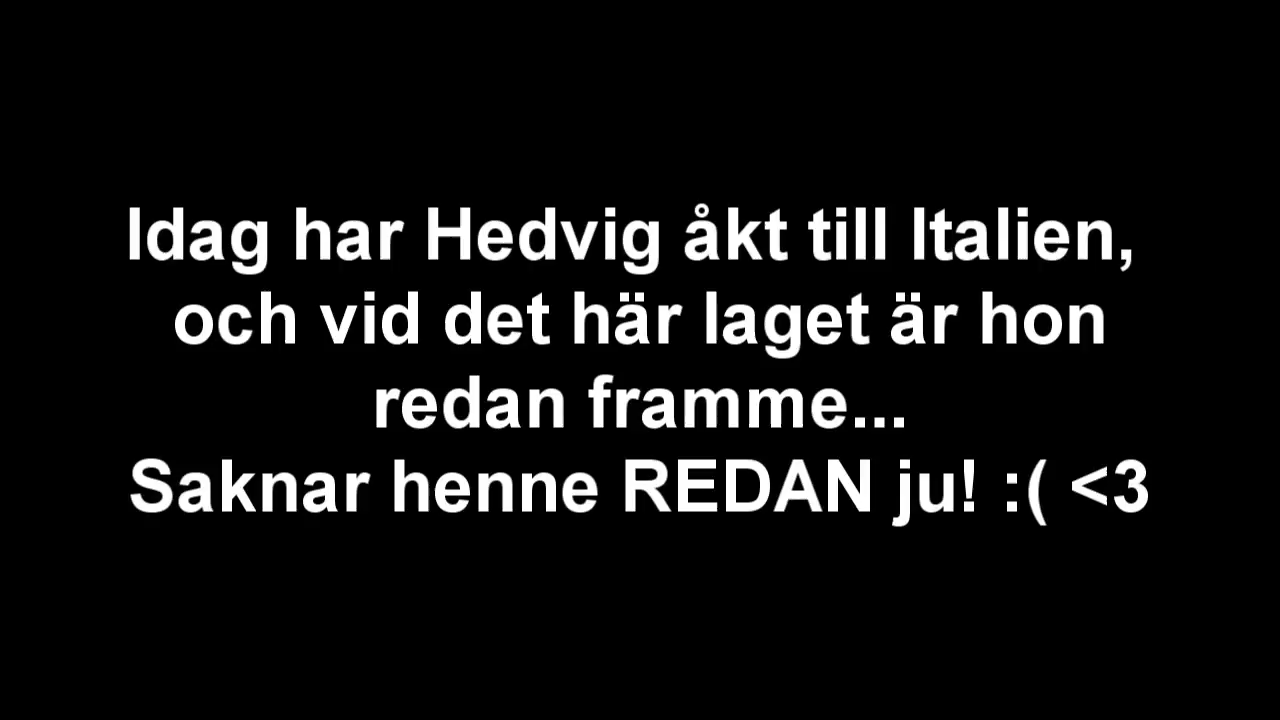 Idag har Hedvig åkt till Italien,
och vid det här laget är hon
redan framme...
Saknar henne REDAN ju! :( <3